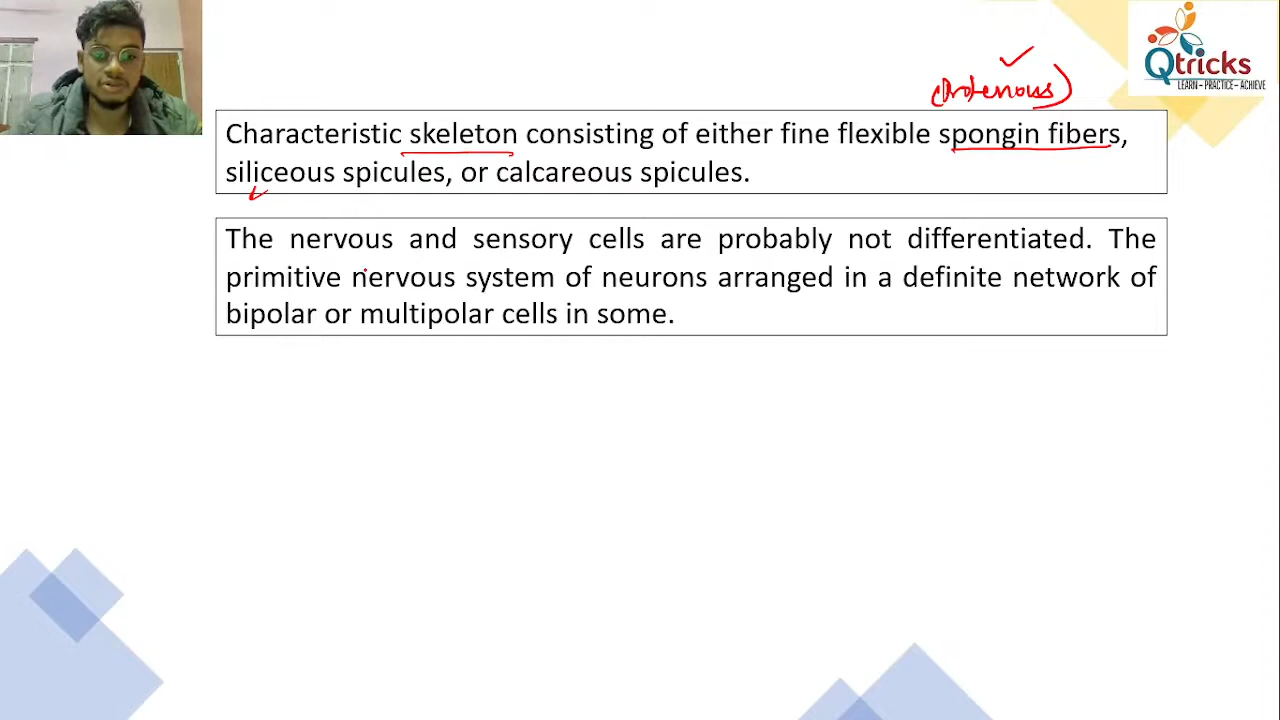 Qtricks
LEARN – PRACTICE – ACHIEVE
(Protenous)
Characteristic skeleton consisting of either fine flexible spongin fibers,
siliceous spicules, or calcareous spicules.
The nervous and sensory cells are probably not differentiated. The
primitive nervous system of neurons arranged in a definite network of
bipolar or multipolar cells in some.